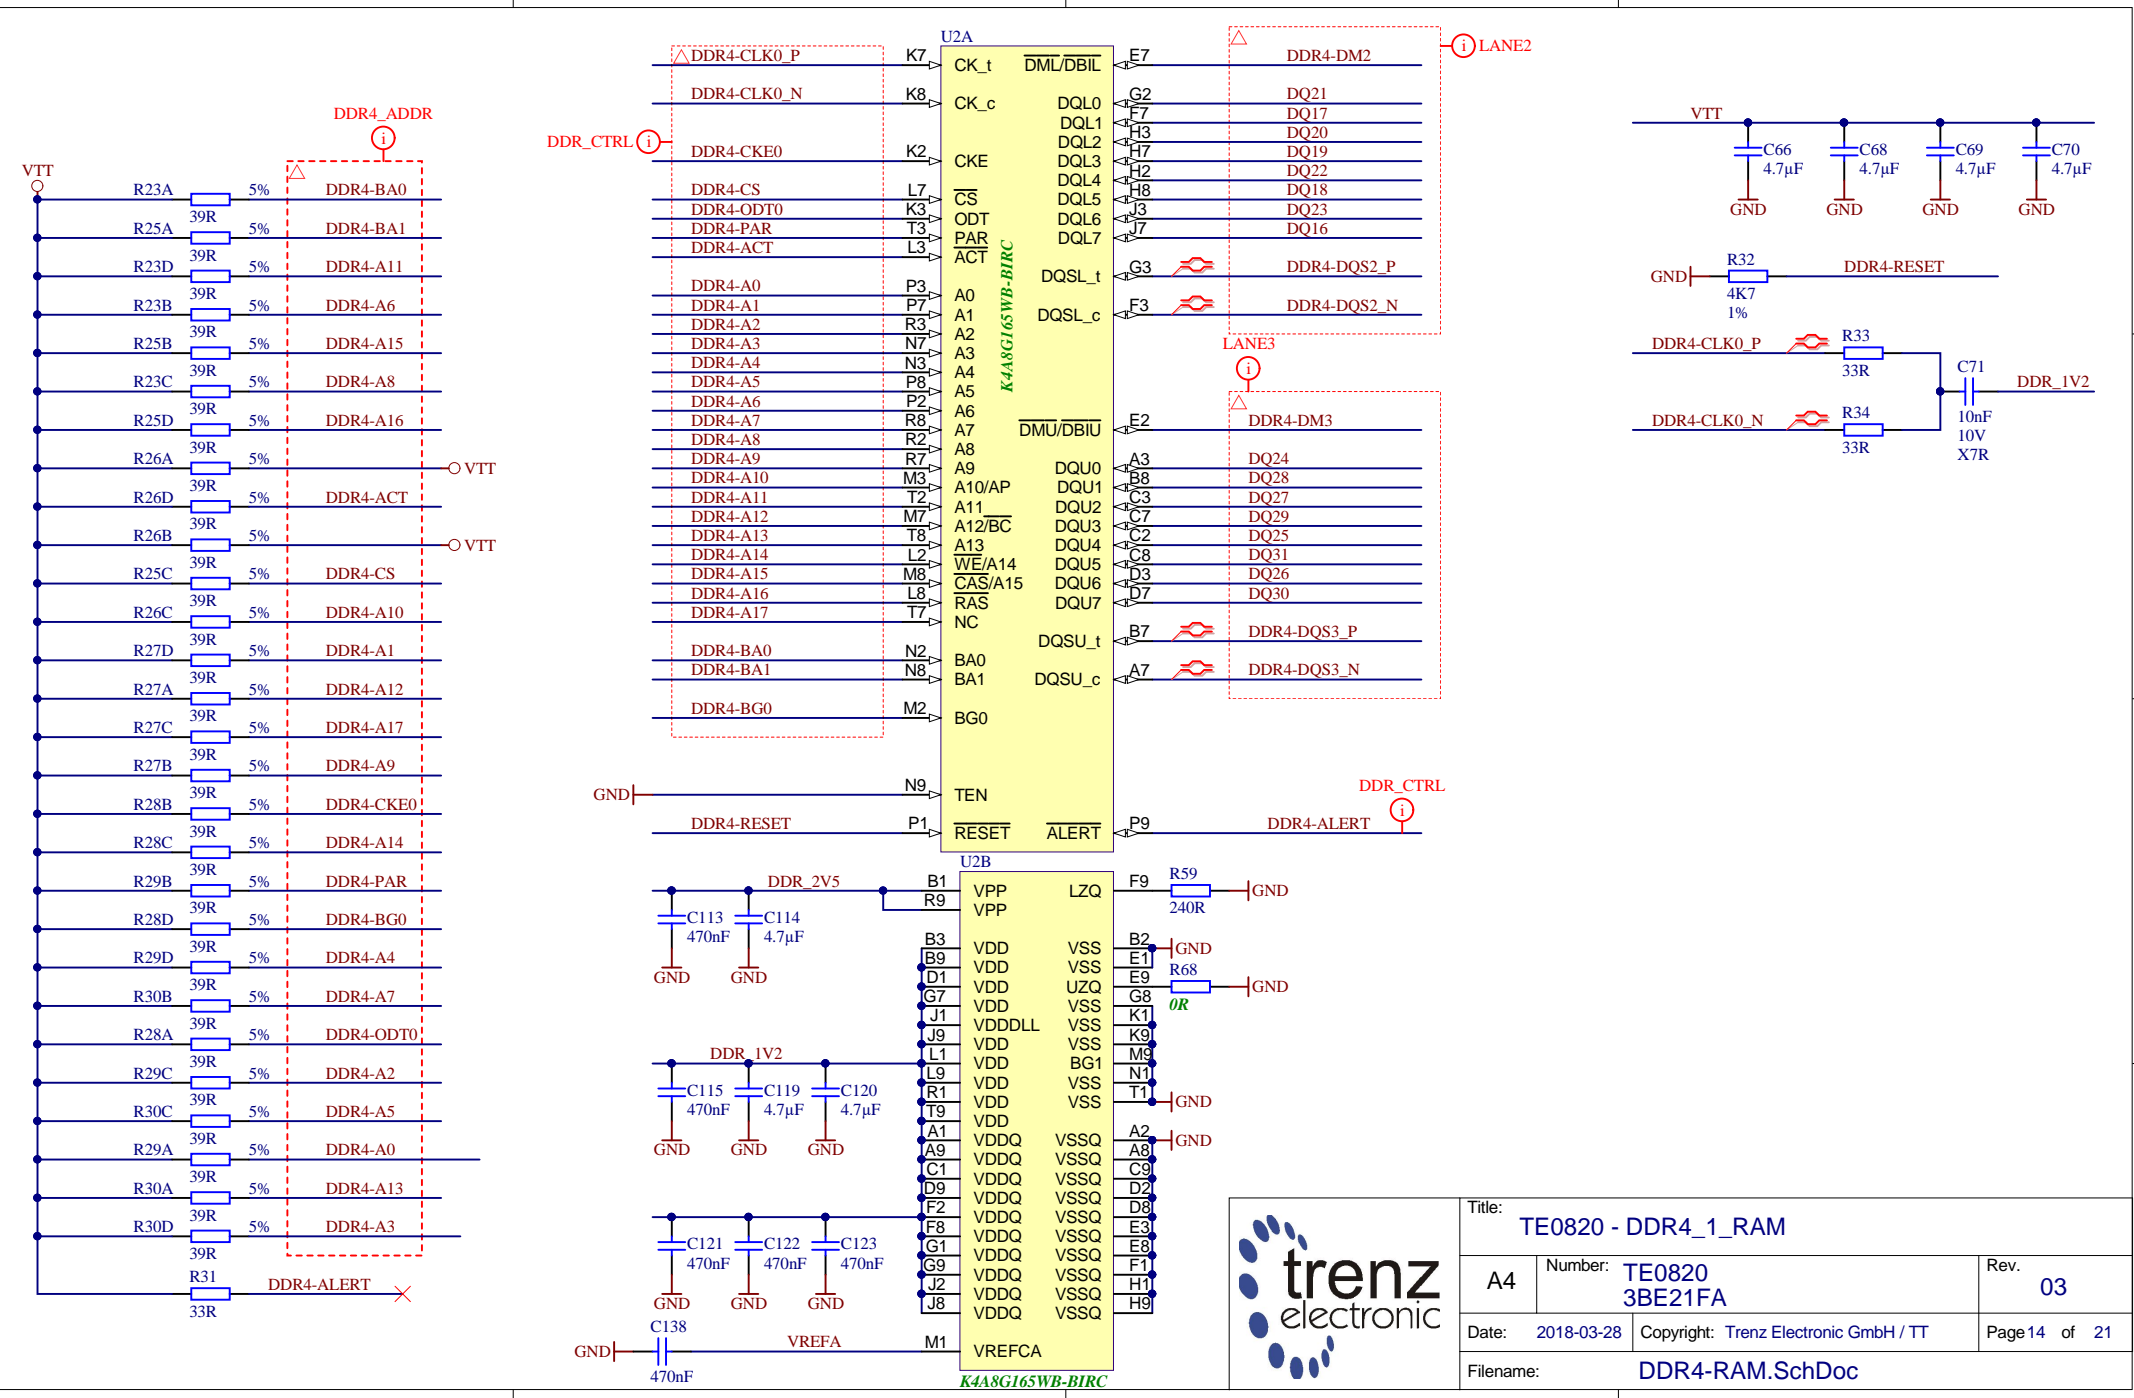 DDR4_ADDR
i
VTT
R23A 39R 5% DDR4-BA0
R25A 39R 5% DDR4-BA1
R23D 39R 5% DDR4-A11
R23B 39R 5% DDR4-A6
R25B 39R 5% DDR4-A15
R23C 39R 5% DDR4-A8
R25D 39R 5% DDR4-A16
R26A 39R 5% VTT
R26D 39R 5% DDR4-ACT
R26B 39R 5% VTT
R25C 39R 5% DDR4-CS
R26C 39R 5% DDR4-A10
R27D 39R 5% DDR4-A1
R27A 39R 5% DDR4-A12
R27C 39R 5% DDR4-A17
R27B 39R 5% DDR4-A9
R28B 39R 5% DDR4-CKE0
R28C 39R 5% DDR4-A14
R29B 39R 5% DDR4-PAR
R28D 39R 5% DDR4-BG0
R29D 39R 5% DDR4-A4
R30B 39R 5% DDR4-A7
R28A 39R 5% DDR4-ODT0
R29C 39R 5% DDR4-A2
R30C 39R 5% DDR4-A5
R29A 39R 5% DDR4-A0
R30A 39R 5% DDR4-A13
R30D 39R 5% DDR4-A3
R31 33R DDR4-ALERT
U2A
DDR_CTRL i
DDR4-CLK0_P K7 CK_t
DDR4-CLK0_N K8 CK_c
DDR4-CKE0 K2 CKE
DDR4-CS L7 CS
DDR4-ODT0 K3 ODT
DDR4-PAR T3 PAR
DDR4-ACT L3 ACT
DDR4-A0 P3 A0
DDR4-A1 P7 A1
DDR4-A2 R3 A2
DDR4-A3 N7 A3
DDR4-A4 N3 A4
DDR4-A5 P8 A5
DDR4-A6 P2 A6
DDR4-A7 R8 A7
DDR4-A8 R2 A8
DDR4-A9 R7 A9
DDR4-A10 M3 A10/AP
DDR4-A11 T2 A11
DDR4-A12 M7 A12/BC
DDR4-A13 T8 A13
DDR4-A14 L2 WE/A14
DDR4-A15 M8 CAS/A15
DDR4-A16 L8 RAS
DDR4-A17 T7 NC
DDR4-BA0 N2 BA0
DDR4-BA1 N8 BA1
DDR4-BG0 M2 BG0
GND N9 TEN
DDR4-RESET P1 RESET
K4A8G165WB-BIRC
i LANE2
DML/DBIL E7 DDR4-DM2
DQL0 G2 DQ21
DQL1 F7 DQ17
DQL2 H3 DQ20
DQL3 H7 DQ19
DQL4 H2 DQ22
DQL5 H8 DQ18
DQL6 J3 DQ23
DQL7 J7 DQ16
DQSL_t G3 DDR4-DQS2_P
DQSL_c F3 DDR4-DQS2_N
LANE3
i
DMU/DBIU E2 DDR4-DM3
DQU0 A3 DQ24
DQU1 B8 DQ28
DQU2 C3 DQ27
DQU3 C7 DQ29
DQU4 C2 DQ25
DQU5 C8 DQ31
DQU6 D3 DQ26
DQU7 D7 DQ30
DQSU_t B7 DDR4-DQS3_P
DQSU_c A7 DDR4-DQS3_N
DDR_CTRL
i
ALERT P9 DDR4-ALERT
U2B
DDR_2V5 B1 VPP
R9 VPP
C113 470nF GND
C114 4.7µF GND
B3 VDD
B9 VDD
D1 VDD
G7 VDD
J1 VDDDLL
J9 VDD
DDR_1V2 L1 VDD
L9 VDD
R1 VDD
T9 VDD
C115 470nF GND
C119 4.7µF GND
C120 4.7µF GND
A1 VDDQ
A9 VDDQ
C1 VDDQ
D9 VDDQ
F2 VDDQ
F8 VDDQ
G1 VDDQ
G9 VDDQ
J2 VDDQ
J8 VDDQ
C121 470nF GND
C122 470nF GND
C123 470nF GND
GND C138 470nF VREFA M1 VREFCA
LZQ F9 R59 240R GND
VSS B2 GND
VSS E1
UZQ E9 R68 0R GND
VSS G8
VSS K1
VSS K9
BG1 M9
VSS N1
VSS T1 GND
VSSQ A2 GND
VSSQ A8
VSSQ C9
VSSQ D2
VSSQ D8
VSSQ E3
VSSQ E8
VSSQ F1
VSSQ H1
VSSQ H9
K4A8G165WB-BIRC
VTT
C66 4.7µF GND
C68 4.7µF GND
C69 4.7µF GND
C70 4.7µF GND
GND R32 4K7 1% DDR4-RESET
DDR4-CLK0_P R33 33R
DDR4-CLK0_N R34 33R
C71 10nF 10V X7R DDR_1V2
trenz
electronic
Title: TE0820 - DDR4_1_RAM
A4 Number: TE0820
3BE21FA
Rev. 03
Date: 2018-03-28 Copyright: Trenz Electronic GmbH / TT Page 14 of 21
Filename: DDR4-RAM.SchDoc